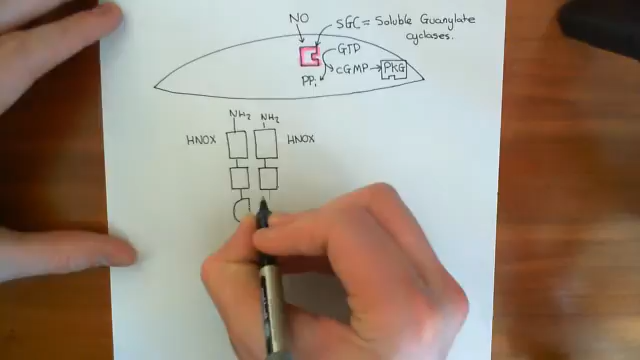 NO
sGC = Soluble Guanylate
cyclases.
GTP
cGMP → PKG
PPi
NH2 NH2
HNOX HNOX